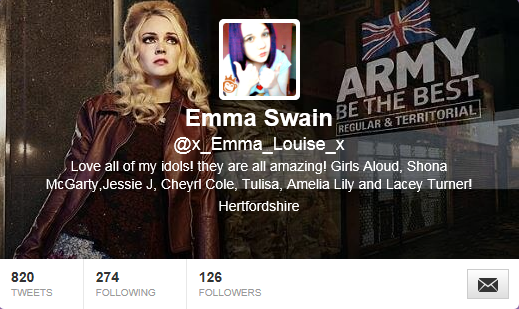 ARMY
BE THE BEST
REGULAR & TERRITORIAL
Emma Swain
@x_Emma_Louise_x
Love all of my idols! they are all amazing! Girls Aloud, Shona
McGarty,Jessie J, Cheyrl Cole, Tulisa, Amelia Lily and Lacey Turner!
Hertfordshire
820 274 126
TWEETS FOLLOWING FOLLOWERS